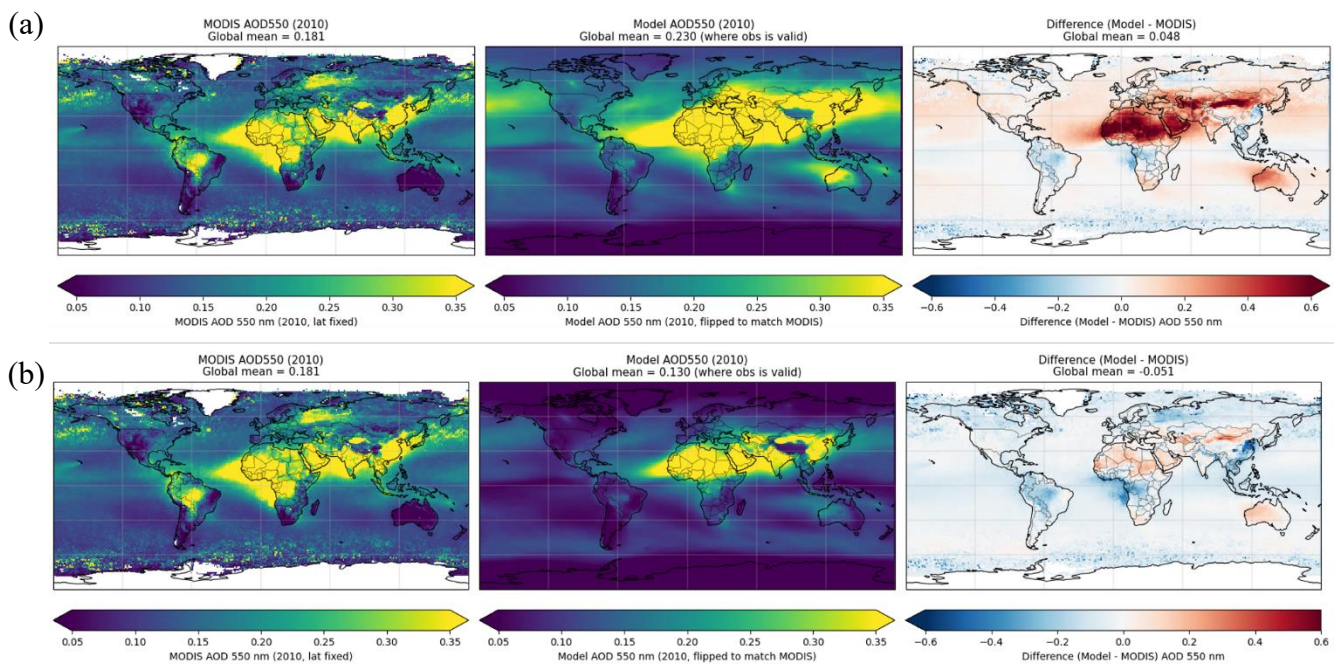 (a)
MODIS AOD550 (2010)
Global mean = 0.181
Model AOD550 (2010)
Global mean = 0.230 (where obs is valid)
Difference (Model - MODIS)
Global mean = 0.048
0.05 0.10 0.15 0.20 0.25 0.30 0.35
MODIS AOD 550 nm (2010, lat fixed)
0.05 0.10 0.15 0.20 0.25 0.30 0.35
Model AOD 550 nm (2010, flipped to match MODIS)
−0.6 −0.4 −0.2 0.0 0.2 0.4 0.6
Difference (Model - MODIS) AOD 550 nm
(b)
MODIS AOD550 (2010)
Global mean = 0.181
Model AOD550 (2010)
Global mean = 0.130 (where obs is valid)
Difference (Model - MODIS)
Global mean = -0.051
0.05 0.10 0.15 0.20 0.25 0.30 0.35
MODIS AOD 550 nm (2010, lat fixed)
0.05 0.10 0.15 0.20 0.25 0.30 0.35
Model AOD 550 nm (2010, flipped to match MODIS)
−0.6 −0.4 −0.2 0.0 0.2 0.4 0.6
Difference (Model - MODIS) AOD 550 nm